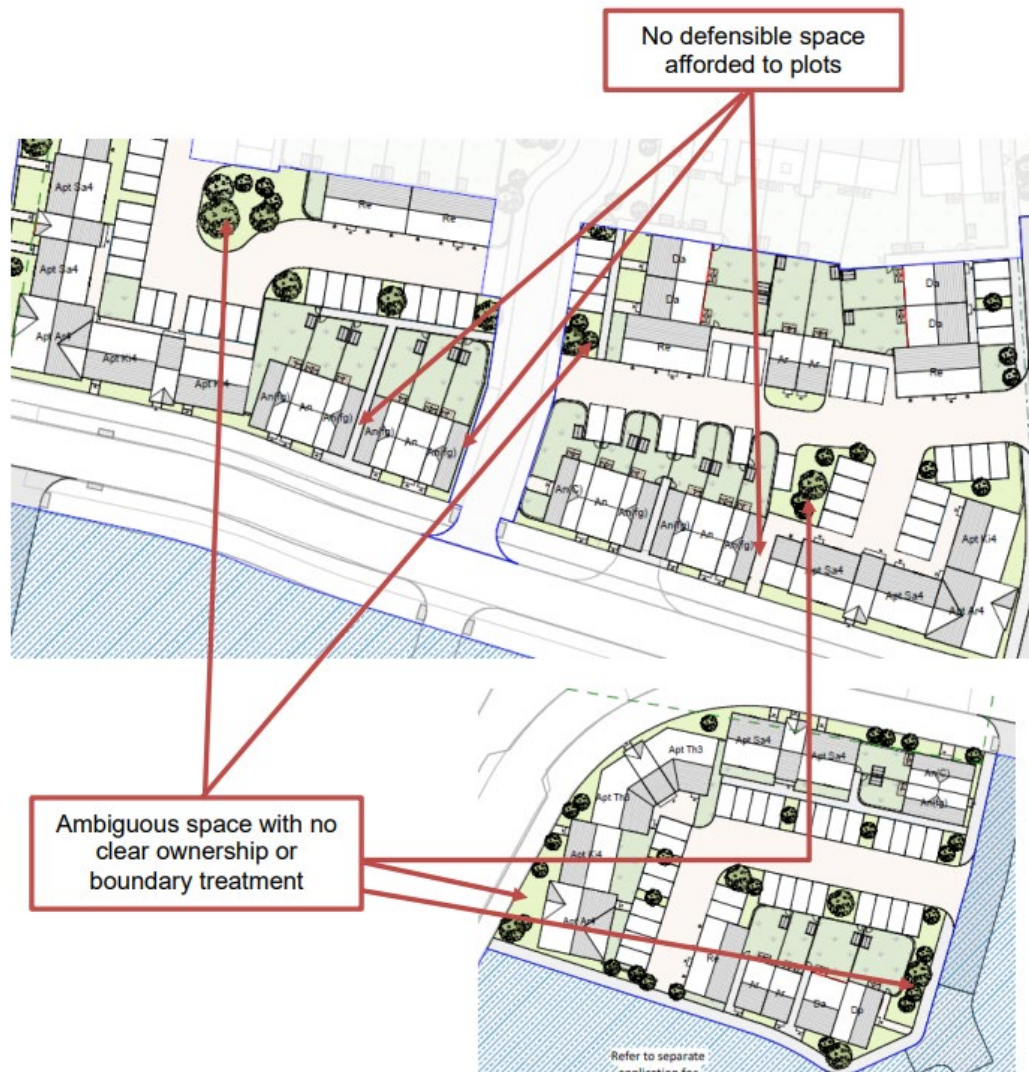 No defensible space
afforded to plots
Apt Sa4
Re
Re
Apt Sa4
Da
Da
Apt Ar4
Apt Ki4
Apt Ki4
Re
Ar
Ar
Re
An(fg)
An
An(fg)
An(fg)
An
An(fg)
An(C)
An
An(fg)
An(fg)
An
An(fg)
Apt Sa4
Apt Sa4
Apt Ki4
Apt Ar4
Ambiguous space with no
clear ownership or
boundary treatment
Apt Th3
Apt Sa4
Apt Sa4
An(C)
An(fg)
Apt Th3
Apt Ki4
Apt Ar4
Re
Ar
Ar
Da
Da
Refer to separate
application for